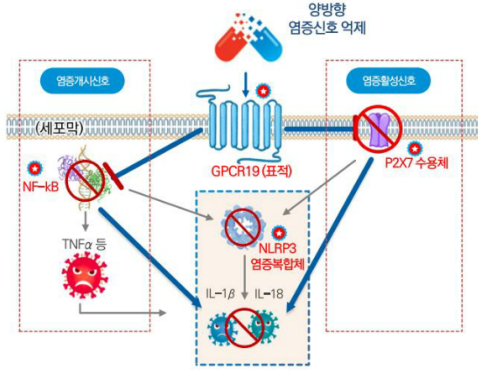 양방향
염증신호 억제
염증개시신호
염증활성신호
(세포막)
GPCR19 (표적)
P2X7 수용체
NF-kB
TNFα 등
NLRP3
염증복합체
IL-1β IL-18